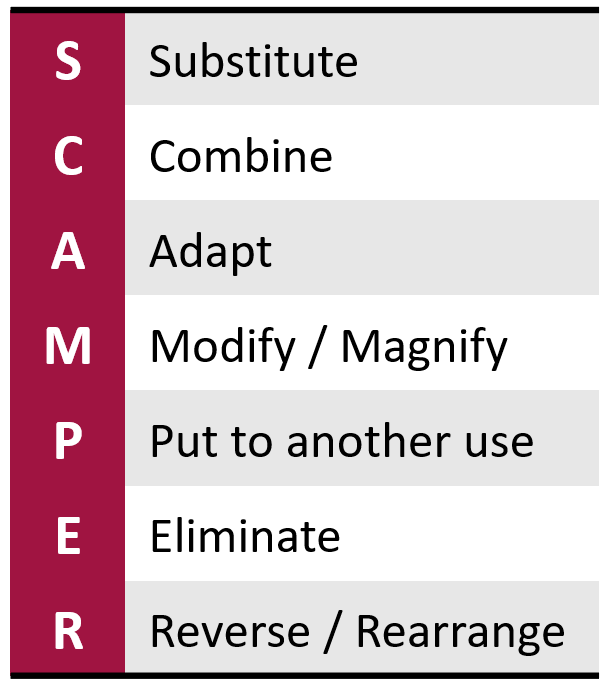 S Substitute
C Combine
A Adapt
M Modify / Magnify
P Put to another use
E Eliminate
R Reverse / Rearrange